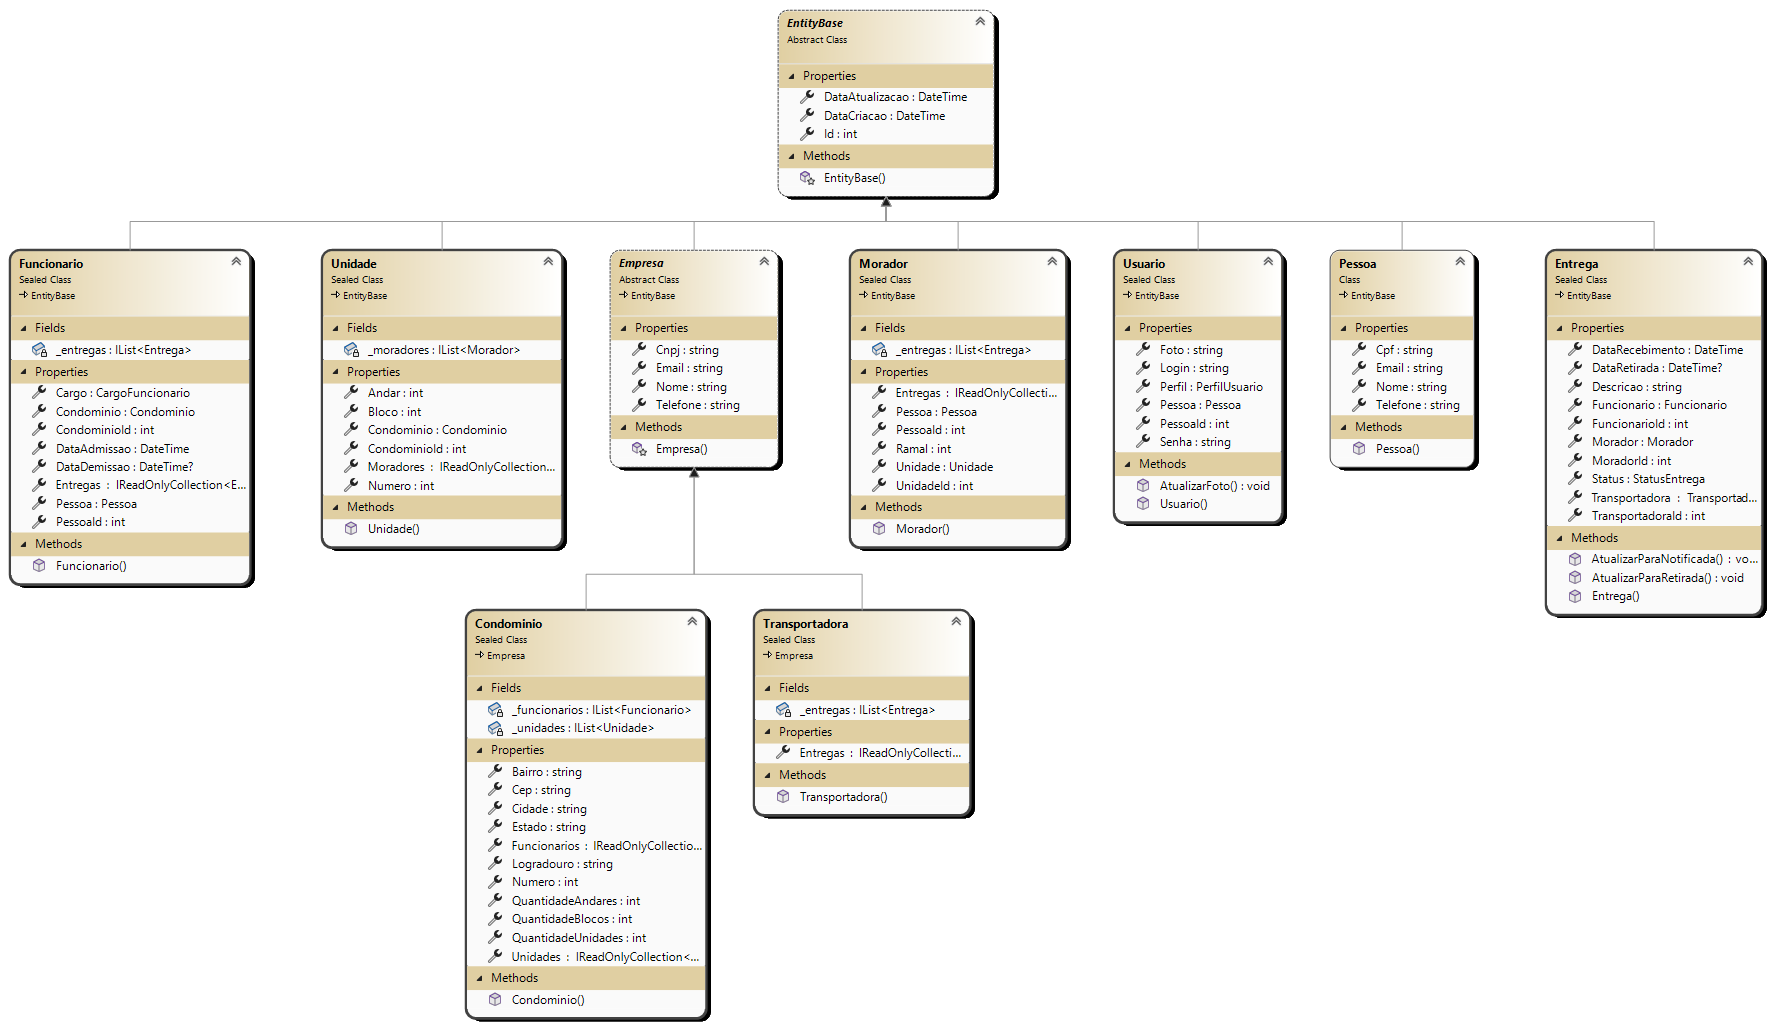 EntityBase
Abstract Class
Properties
DataAtualizacao : DateTime
DataCriacao : DateTime
Id : int
Methods
EntityBase()
Funcionario
Sealed Class
EntityBase
Fields
_entregas : IList<Entrega>
Properties
Cargo : CargoFuncionario
Condominio : Condominio
CondominioId : int
DataAdmissao : DateTime
DataDemissao : DateTime?
Entregas : IReadOnlyCollection<E...
Pessoa : Pessoa
PessoaId : int
Methods
Funcionario()
Unidade
Sealed Class
EntityBase
Fields
_moradores : IList<Morador>
Properties
Andar : int
Bloco : int
Condominio : Condominio
CondominioId : int
Moradores : IReadOnlyCollection...
Numero : int
Methods
Unidade()
Empresa
Abstract Class
EntityBase
Properties
Cnpj : string
Email : string
Nome : string
Telefone : string
Methods
Empresa()
Morador
Sealed Class
EntityBase
Fields
_entregas : IList<Entrega>
Properties
Entregas : IReadOnlyCollecti...
Pessoa : Pessoa
PessoaId : int
Ramal : int
Unidade : Unidade
UnidadeId : int
Methods
Morador()
Usuario
Sealed Class
EntityBase
Properties
Foto : string
Login : string
Perfil : PerfilUsuario
Pessoa : Pessoa
PessoaId : int
Senha : string
Methods
AtualizarFoto() : void
Usuario()
Pessoa
Class
EntityBase
Properties
Cpf : string
Email : string
Nome : string
Telefone : string
Methods
Pessoa()
Entrega
Sealed Class
EntityBase
Properties
DataRecebimento : DateTime
DataRetirada : DateTime?
Descricao : string
Funcionario : Funcionario
FuncionarioId : int
Morador : Morador
MoradorId : int
Status : StatusEntrega
Transportadora : Transportad...
TransportadoraId : int
Methods
AtualizarParaNotificada() : vo...
AtualizarParaRetirada() : void
Entrega()
Condominio
Sealed Class
Empresa
Fields
_funcionarios : IList<Funcionario>
_unidades : IList<Unidade>
Properties
Bairro : string
Cep : string
Cidade : string
Estado : string
Funcionarios : IReadOnlyCollectio...
Logradouro : string
Numero : int
QuantidadeAndares : int
QuantidadeBlocos : int
QuantidadeUnidades : int
Unidades : IReadOnlyCollection<...
Methods
Condominio()
Transportadora
Sealed Class
Empresa
Fields
_entregas : IList<Entrega>
Properties
Entregas : IReadOnlyCollecti...
Methods
Transportadora()